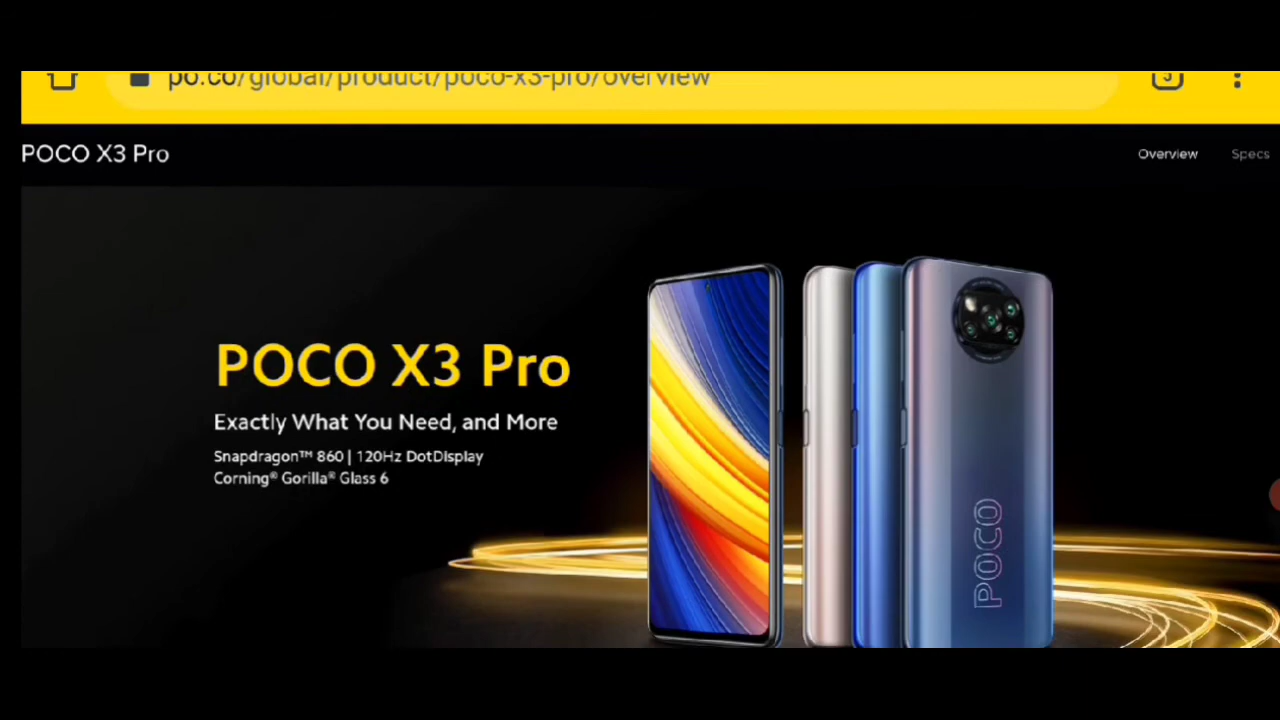 po.co/global/product/poco-x3-pro/overview
POCO X3 Pro
Overview Specs
POCO X3 Pro
Exactly What You Need, and More
Snapdragon™ 860 | 120Hz DotDisplay
Corning® Gorilla® Glass 6
POCO